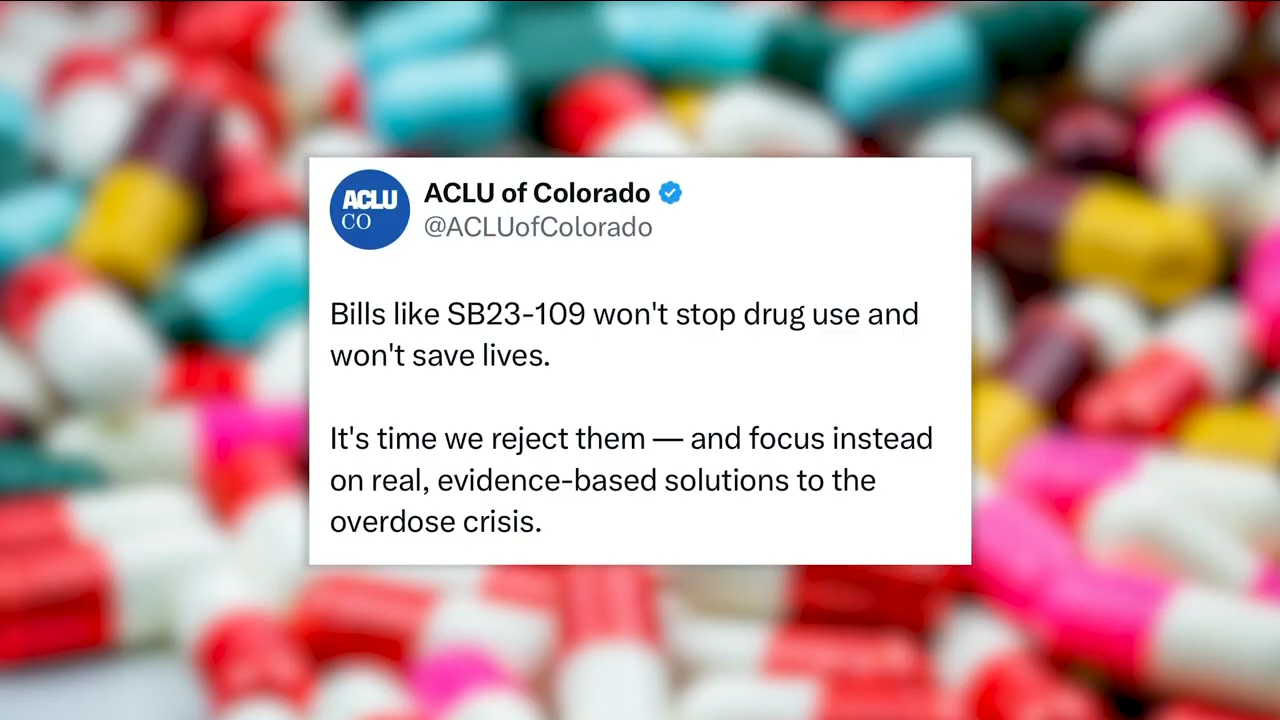 ACLU
CO
ACLU of Colorado
@ACLUofColorado
Bills like SB23-109 won't stop drug use and
won't save lives.
It's time we reject them — and focus instead
on real, evidence-based solutions to the
overdose crisis.